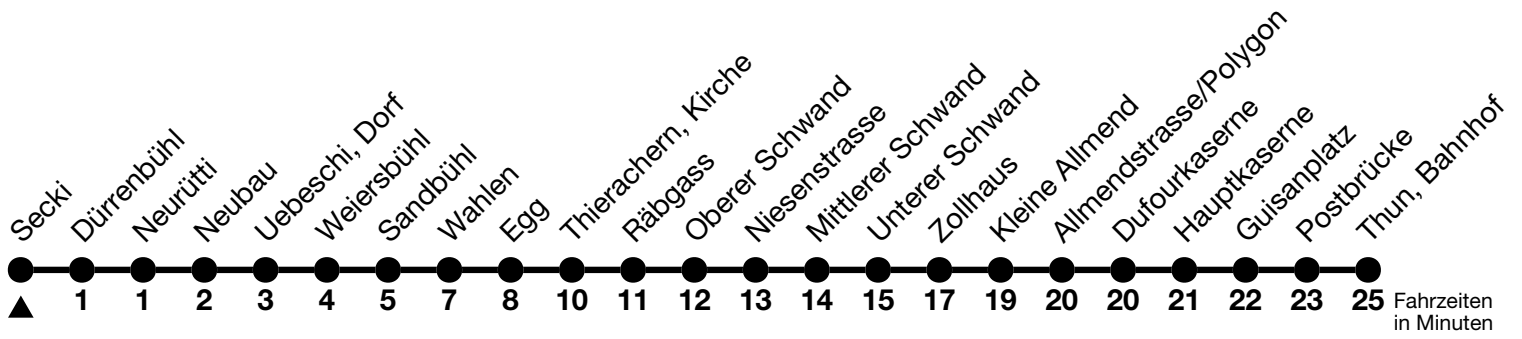 Secki
Dürrenbühl
Neurütti
Neubau
Uebeschi, Dorf
Weiersbühl
Sandbühl
Wahlen
Egg
Thierachern, Kirche
Räbgass
Oberer Schwand
Niesenstrasse
Mittlerer Schwand
Unterer Schwand
Zollhaus
Kleine Allmend
Allmendstrasse/Polygon
Dufourkaserne
Hauptkaserne
Guisanplatz
Postbrücke
Thun, Bahnhof
1 1 2 3 4 5 7 8 10 11 12 13 14 15 17 19 20 20 21 22 23 25 Fahrzeiten
in Minuten